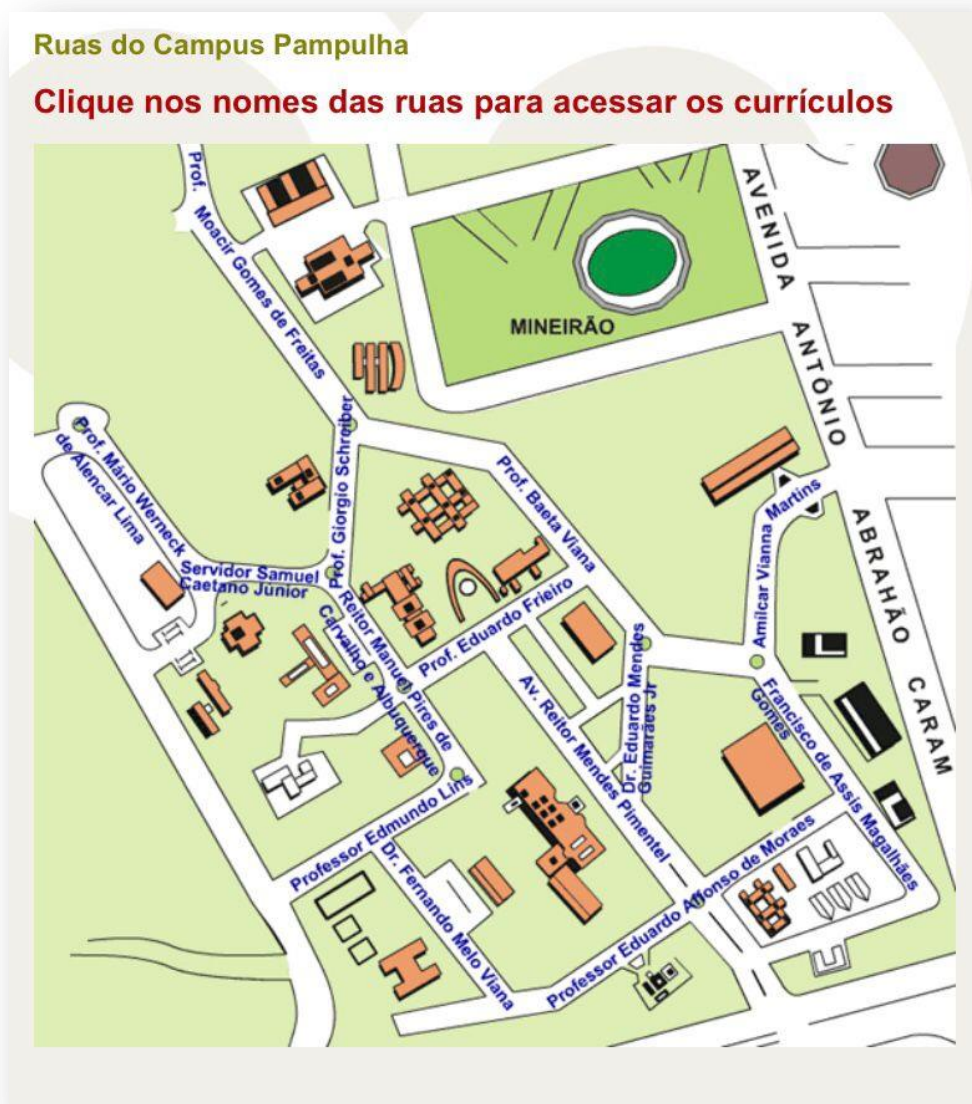 Ruas do Campus Pampulha
Clique nos nomes das ruas para acessar os currículos
Prof. Moacir Gomes de Freitas
MINEIRÃO
AVENIDA ANTÔNIO ABRAHÃO CARAM
Prof. Mário Werneck
de Alencar Lima
Prof. Giorgio Schreiber
Prof. Baeta Viana
Amilcar Vianna Martins
Servidor Samuel
Caetano Junior
Reitor Manuel Pires de
Carvalho e Albuquerque
Prof. Eduardo Frieiro
Av. Reitor Mendes Pimentel
Dr. Eduardo Mendes
Guimarães Jr
Francisco de Assis Magalhães
Gomes
Professor Edmundo Lins
Dr. Fernando Melo Viana
Professor Eduardo Affonso de Moraes